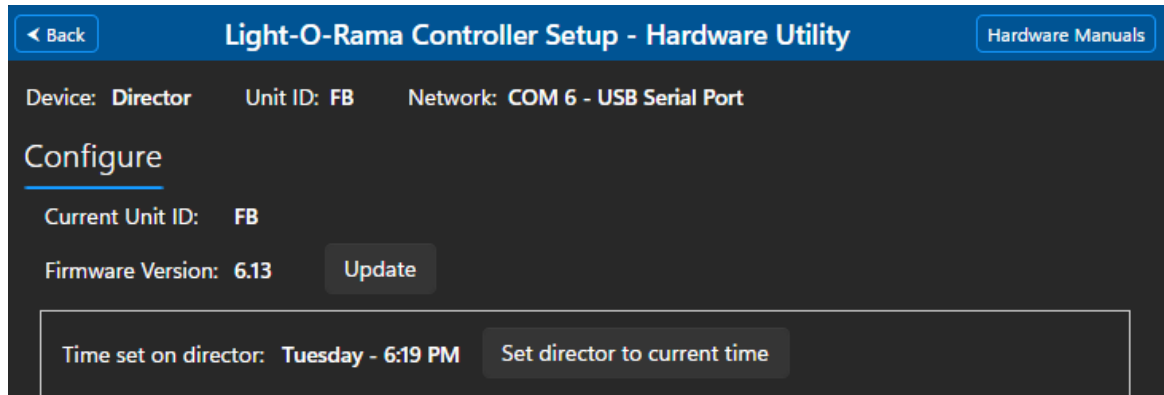 Back Light-O-Rama Controller Setup - Hardware Utility Hardware Manuals
Device: Director Unit ID: FB Network: COM 6 - USB Serial Port
Configure
Current Unit ID: FB
Firmware Version: 6.13 Update
Time set on director: Tuesday - 6:19 PM Set director to current time